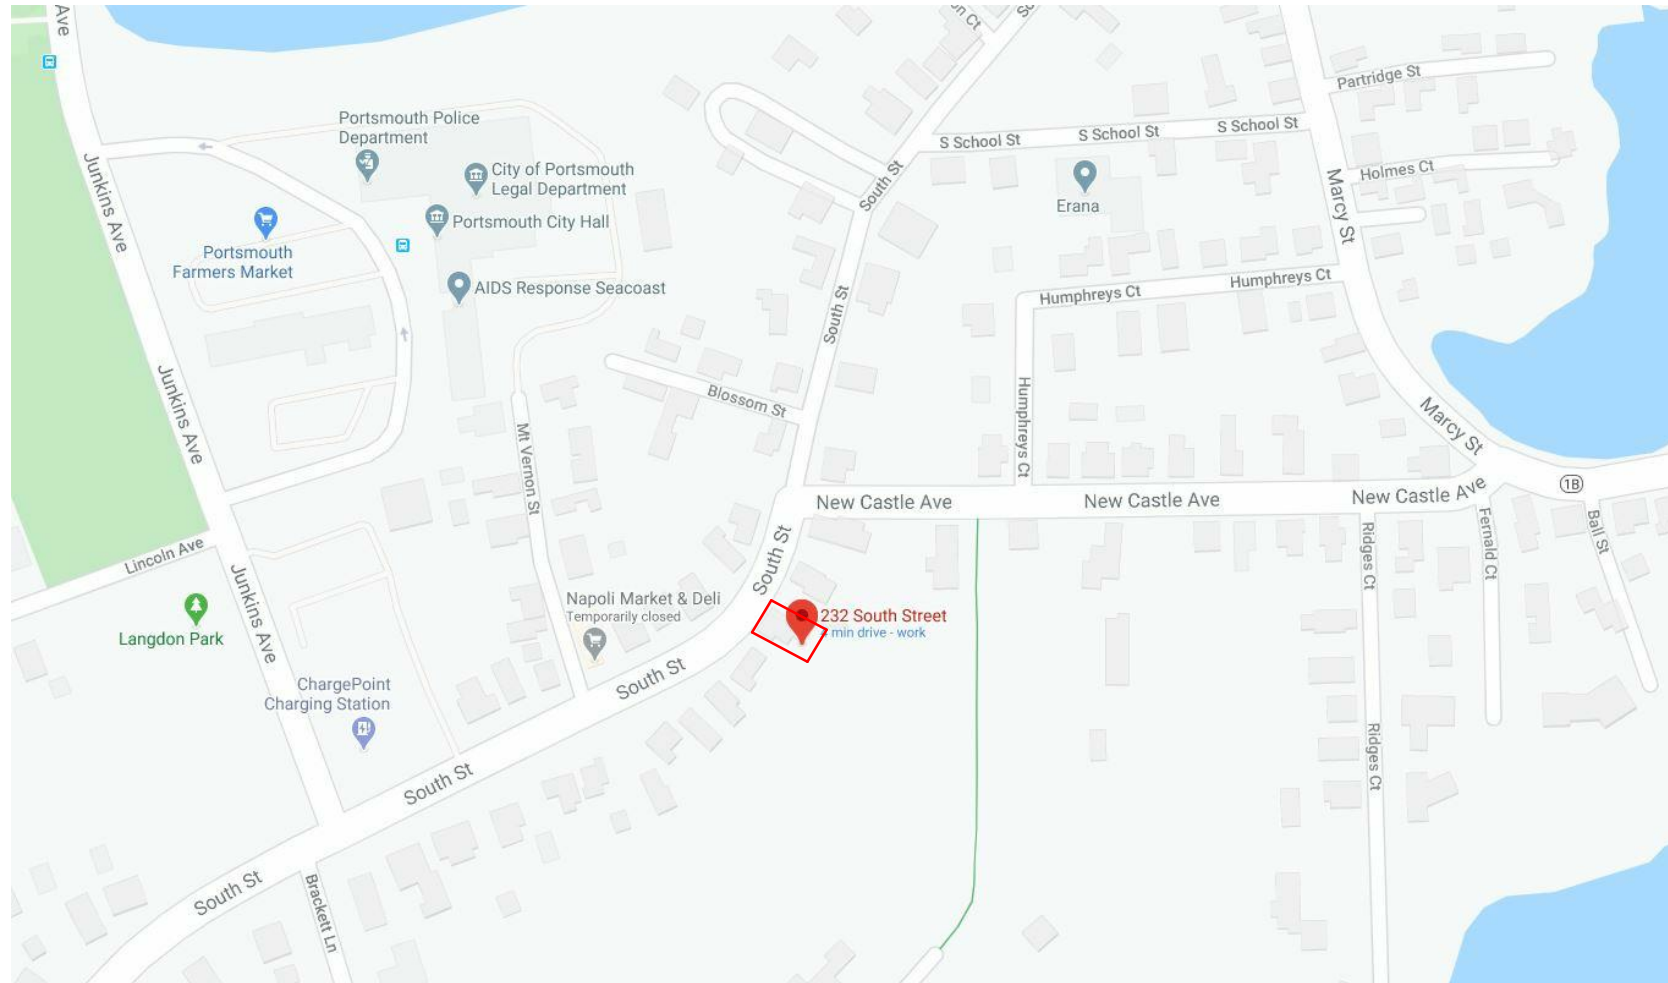 Ave
on Ct
So
Partridge St
Portsmouth Police
Department
S School St
S School St
S School St
Junkins Ave
City of Portsmouth
Legal Department
South St
Holmes Ct
Marcy St
Erana
Portsmouth City Hall
Portsmouth
Farmers Market
AIDS Response Seacoast
Humphreys Ct
Humphreys Ct
South St
Junkins Ave
Blossom St
Humphreys Ct
Marcy St
Mt Vernon St
New Castle Ave
New Castle Ave
New Castle Ave
1B
Lincoln Ave
South St
Ridges Ct
Fernald Ct
Ball St
Junkins Ave
Napoli Market & Deli
Temporarily closed
232 South Street
min drive - work
Langdon Park
South St
ChargePoint
Charging Station
Ridges Ct
South St
South St
Brackett Ln